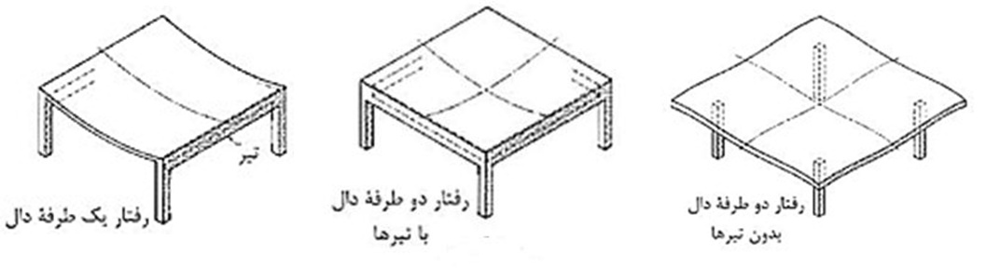 تیر
رفتار یک طرفهٔ دال
رفتار دو طرفهٔ دال
با تیرها
رفتار دو طرفهٔ دال
بدون تیرها